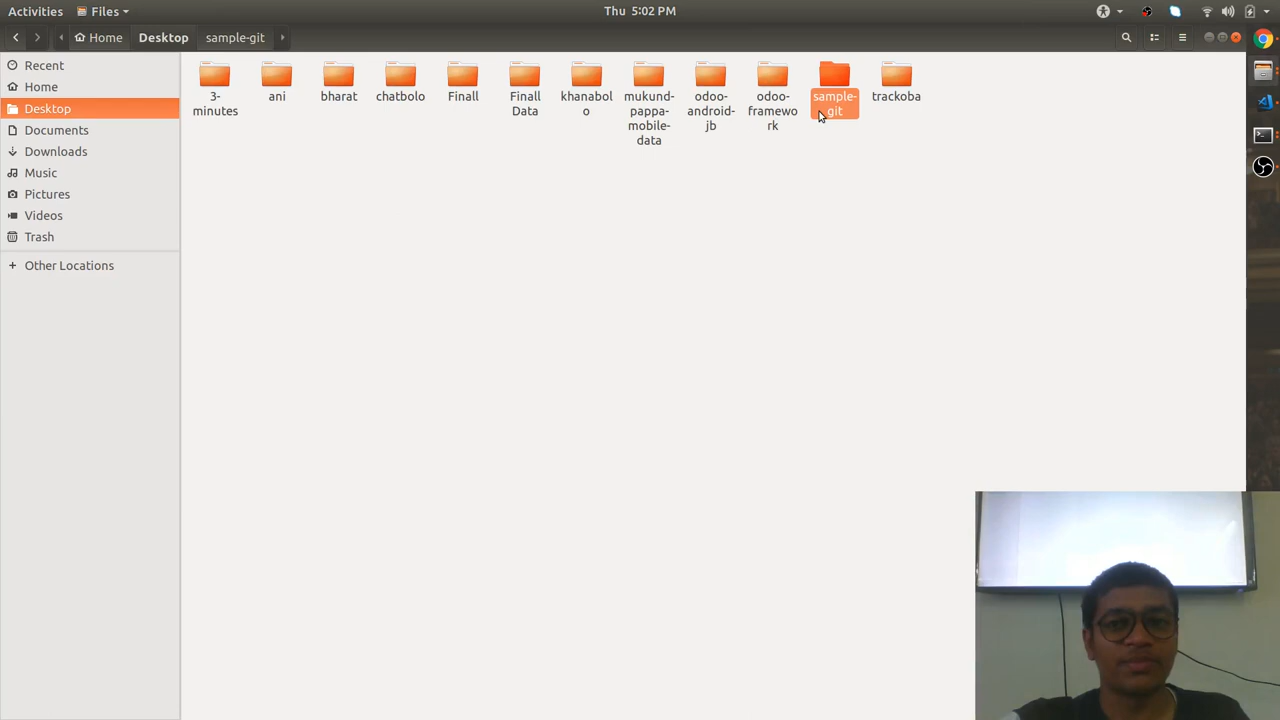 Activities Files Thu 5:02 PM
Home Desktop sample-git
Recent
Home
Desktop
Documents
Downloads
Music
Pictures
Videos
Trash
+ Other Locations
3-
minutes
ani
bharat
chatbolo
Finall
Finall
Data
khanabol
o
mukund-
pappa-
mobile-
data
odoo-
android-
jb
odoo-
framewo
rk
sample-
git
trackoba